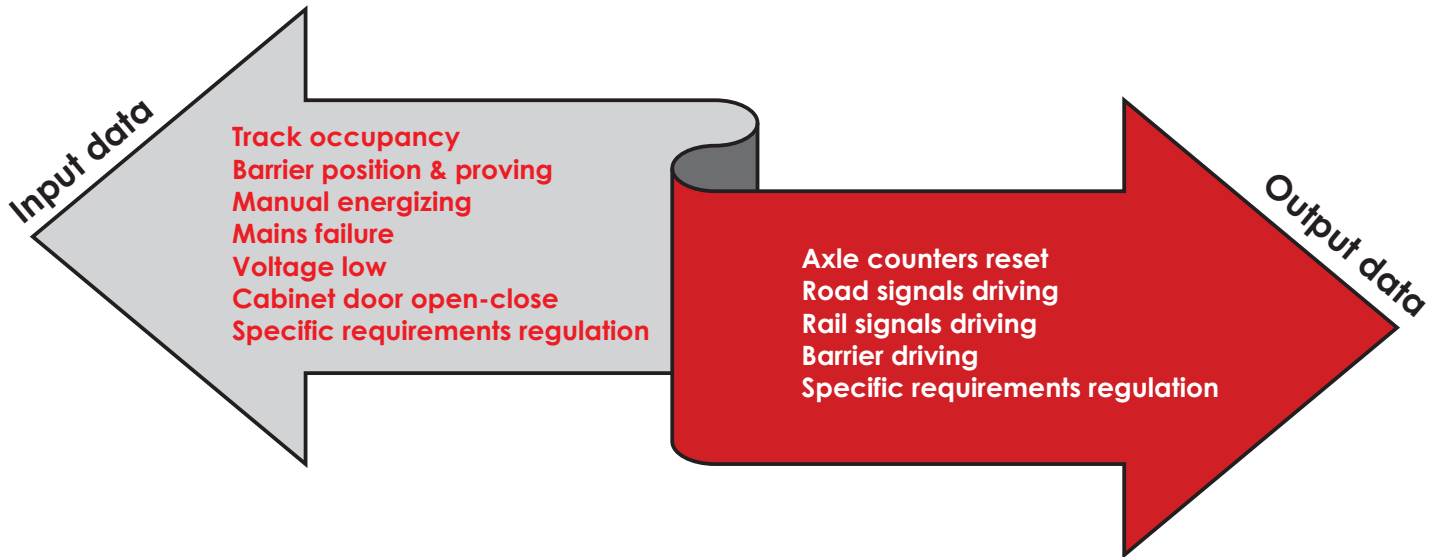 Input data
Track occupancy
Barrier position & proving
Manual energizing
Mains failure
Voltage low
Cabinet door open-close
Specific requirements regulation
Output data
Axle counters reset
Road signals driving
Rail signals driving
Barrier driving
Specific requirements regulation